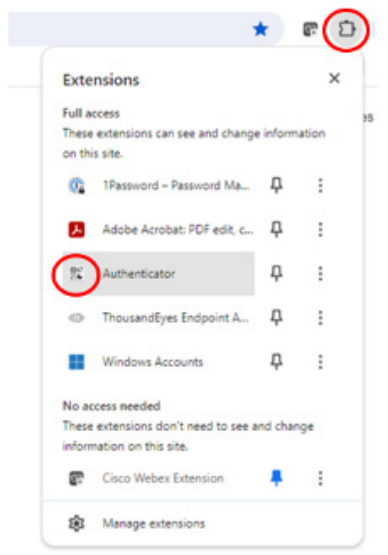 Extensions
Full access
These extensions can see and change information
on this site.
1Password – Password Ma...
Adobe Acrobat: PDF edit, c...
Authenticator
ThousandEyes Endpoint A...
Windows Accounts
No access needed
These extensions don't need to see and change
information on this site.
Cisco Webex Extension
Manage extensions